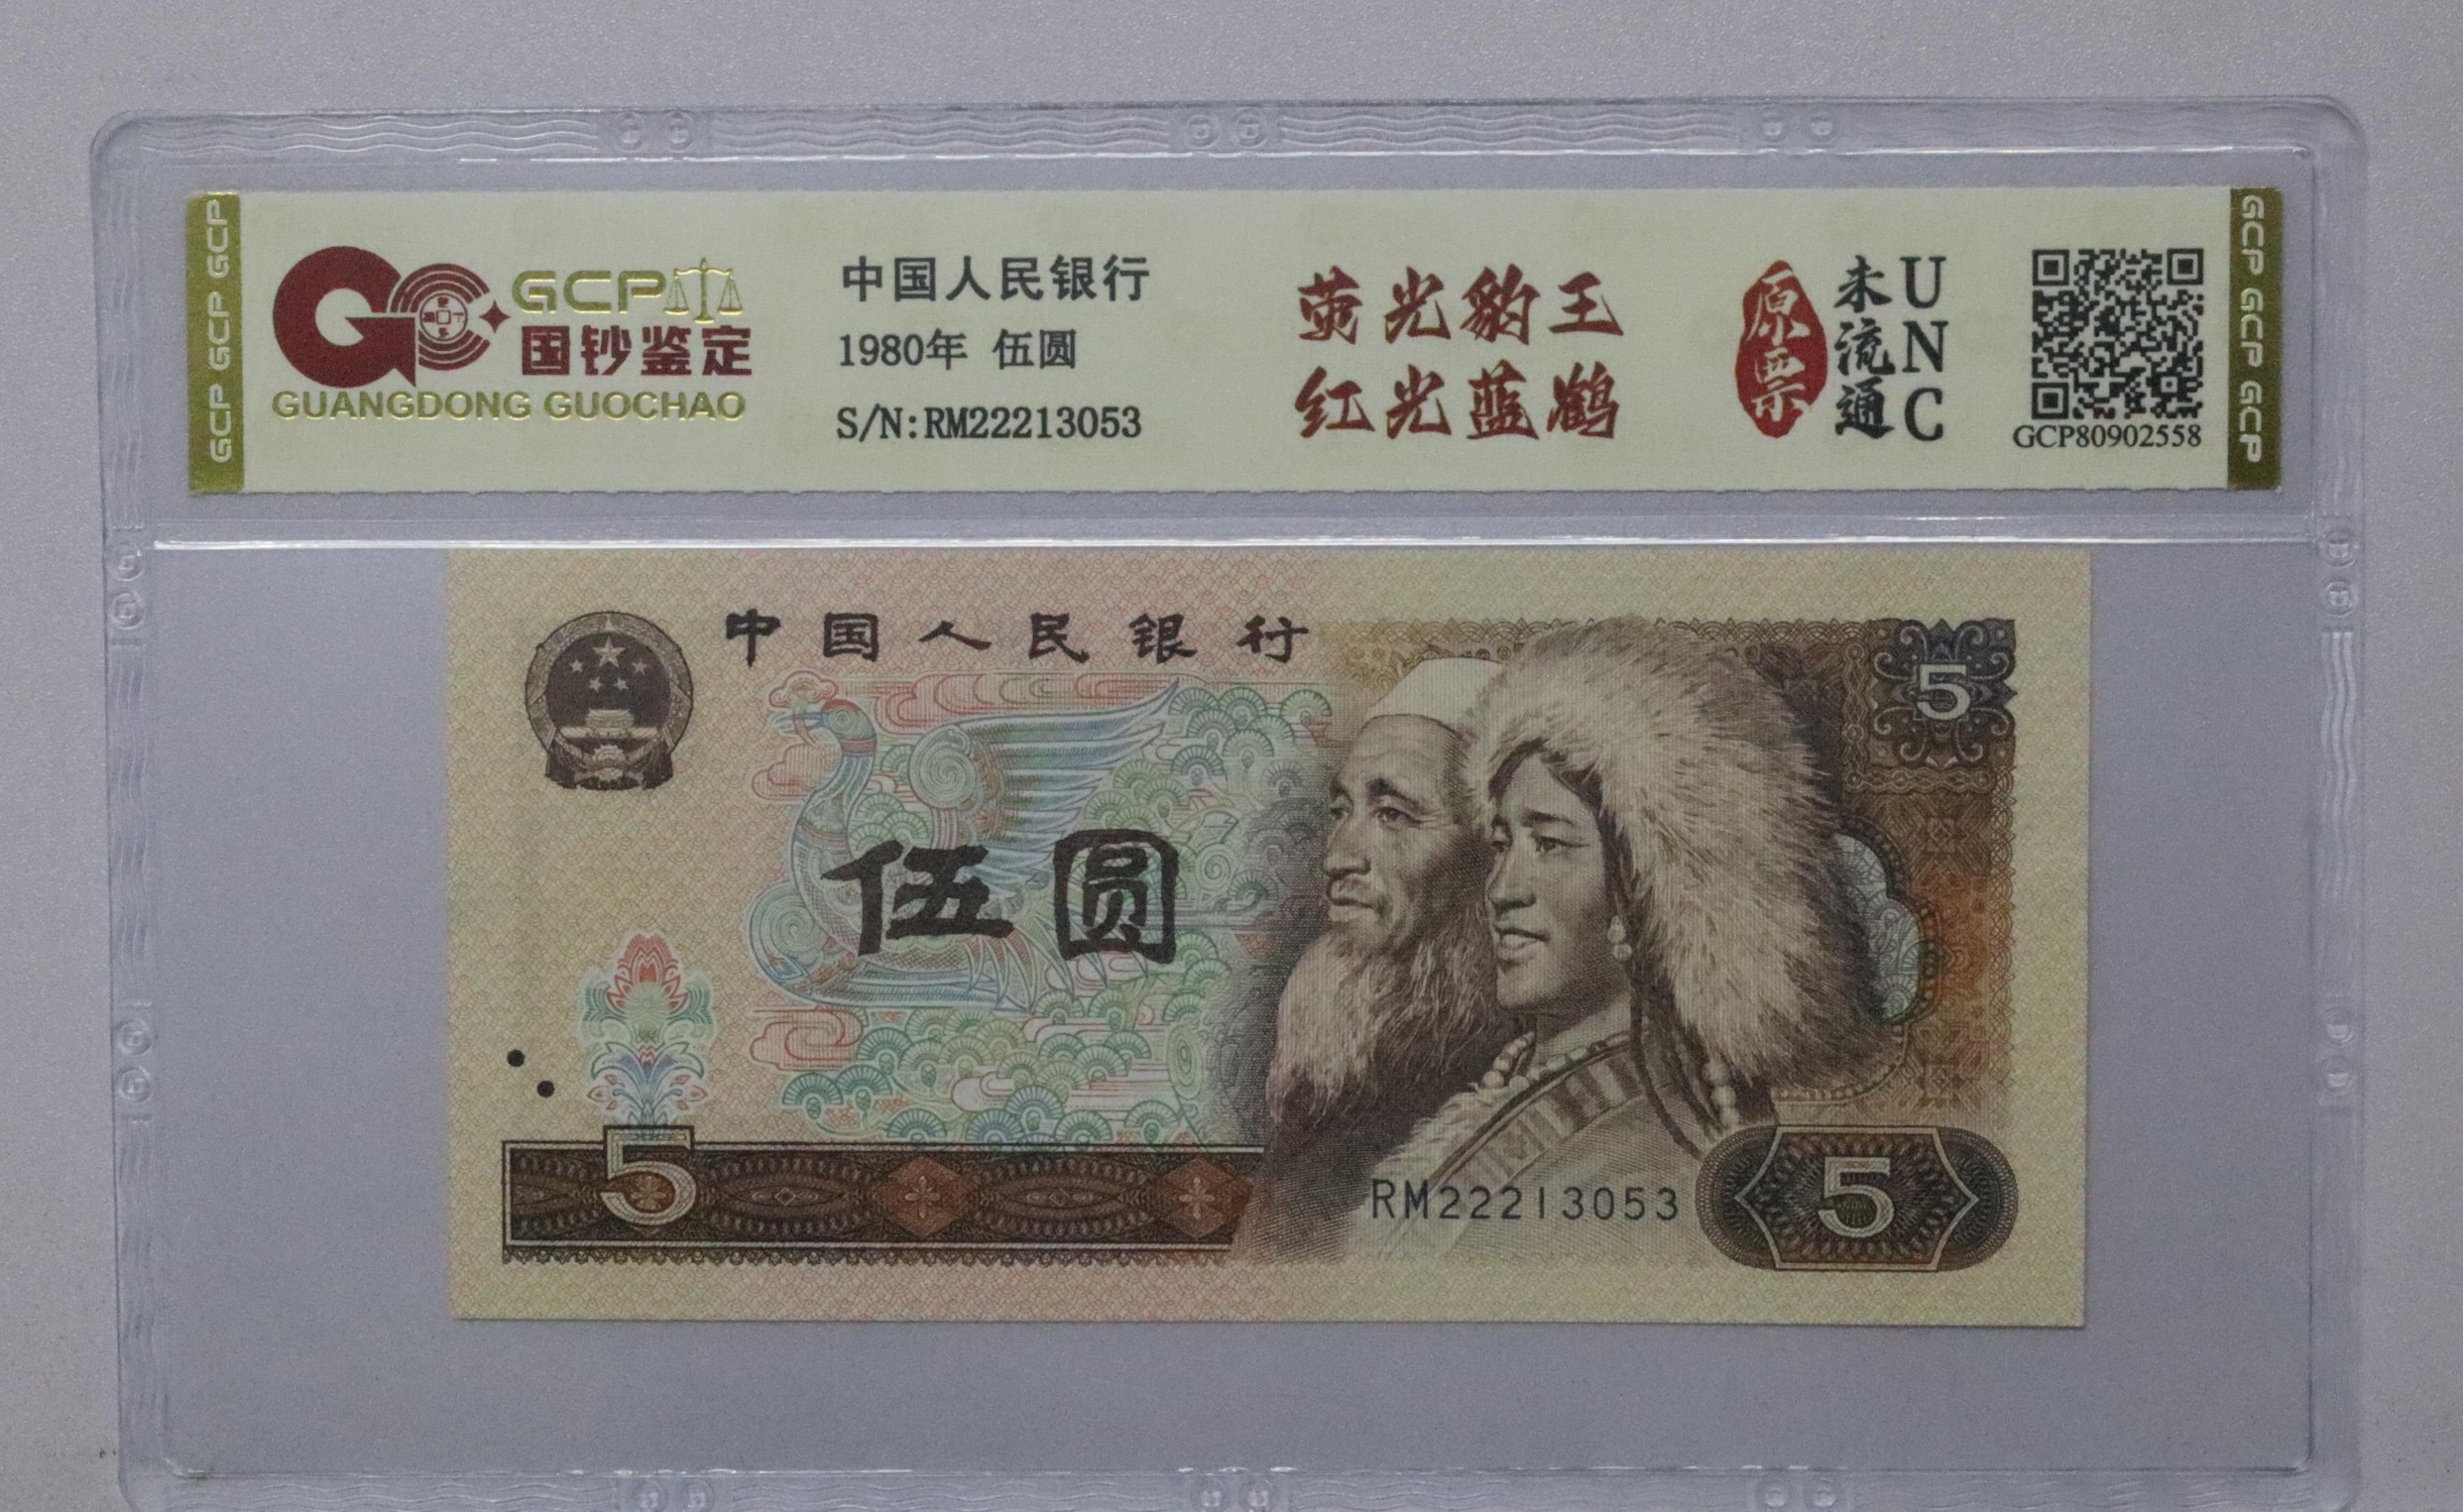 GCP GCP GCP
GCP
国钞鉴定
GUANGDONG GUOCHAO
中国人民银行
1980年 伍圆
S/N:RM22213053
荧光豹王
红光蓝鹤
原票
未流通
UNC
GCP80902558
GCP GCP GCP
中国人民银行
5
伍圆
5
RM22213053
5